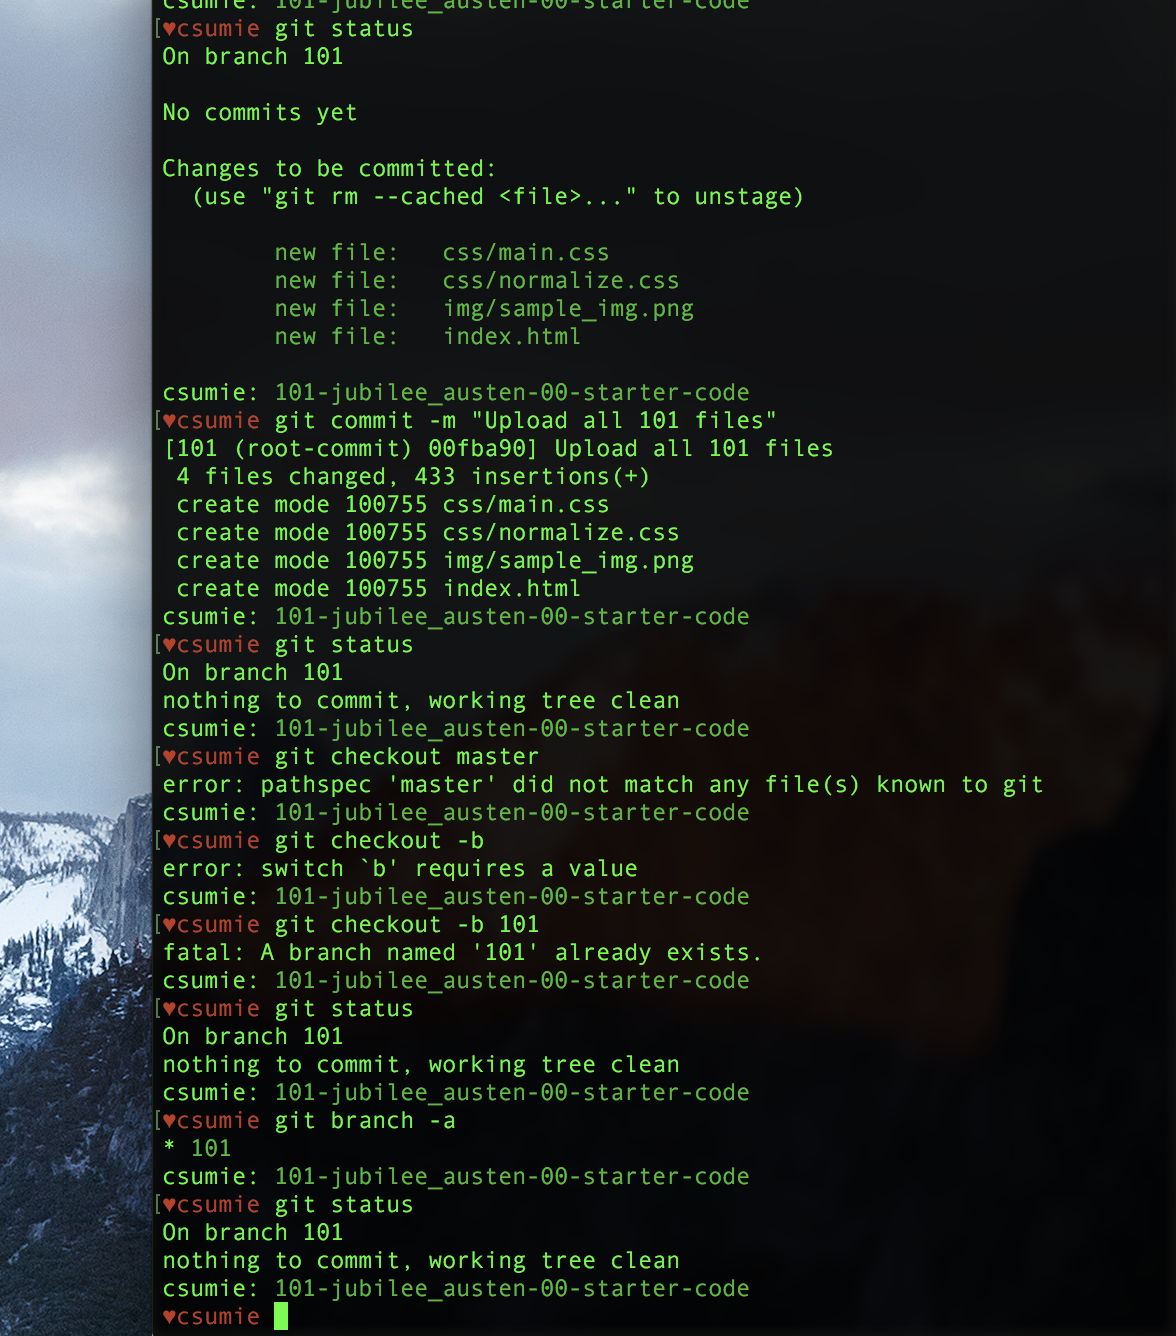 csumie: 101-jubilee_austen-00-starter-code
[♥csumie git status
On branch 101
No commits yet
Changes to be committed:
  (use "git rm --cached <file>..." to unstage)
        new file:   css/main.css
        new file:   css/normalize.css
        new file:   img/sample_img.png
        new file:   index.html
csumie: 101-jubilee_austen-00-starter-code
[♥csumie git commit -m "Upload all 101 files"
[101 (root-commit) 00fba90] Upload all 101 files
 4 files changed, 433 insertions(+)
 create mode 100755 css/main.css
 create mode 100755 css/normalize.css
 create mode 100755 img/sample_img.png
 create mode 100755 index.html
csumie: 101-jubilee_austen-00-starter-code
[♥csumie git status
On branch 101
nothing to commit, working tree clean
csumie: 101-jubilee_austen-00-starter-code
[♥csumie git checkout master
error: pathspec 'master' did not match any file(s) known to git
csumie: 101-jubilee_austen-00-starter-code
[♥csumie git checkout -b
error: switch `b' requires a value
csumie: 101-jubilee_austen-00-starter-code
[♥csumie git checkout -b 101
fatal: A branch named '101' already exists.
csumie: 101-jubilee_austen-00-starter-code
[♥csumie git status
On branch 101
nothing to commit, working tree clean
csumie: 101-jubilee_austen-00-starter-code
[♥csumie git branch -a
* 101
csumie: 101-jubilee_austen-00-starter-code
[♥csumie git status
On branch 101
nothing to commit, working tree clean
csumie: 101-jubilee_austen-00-starter-code
♥csumie